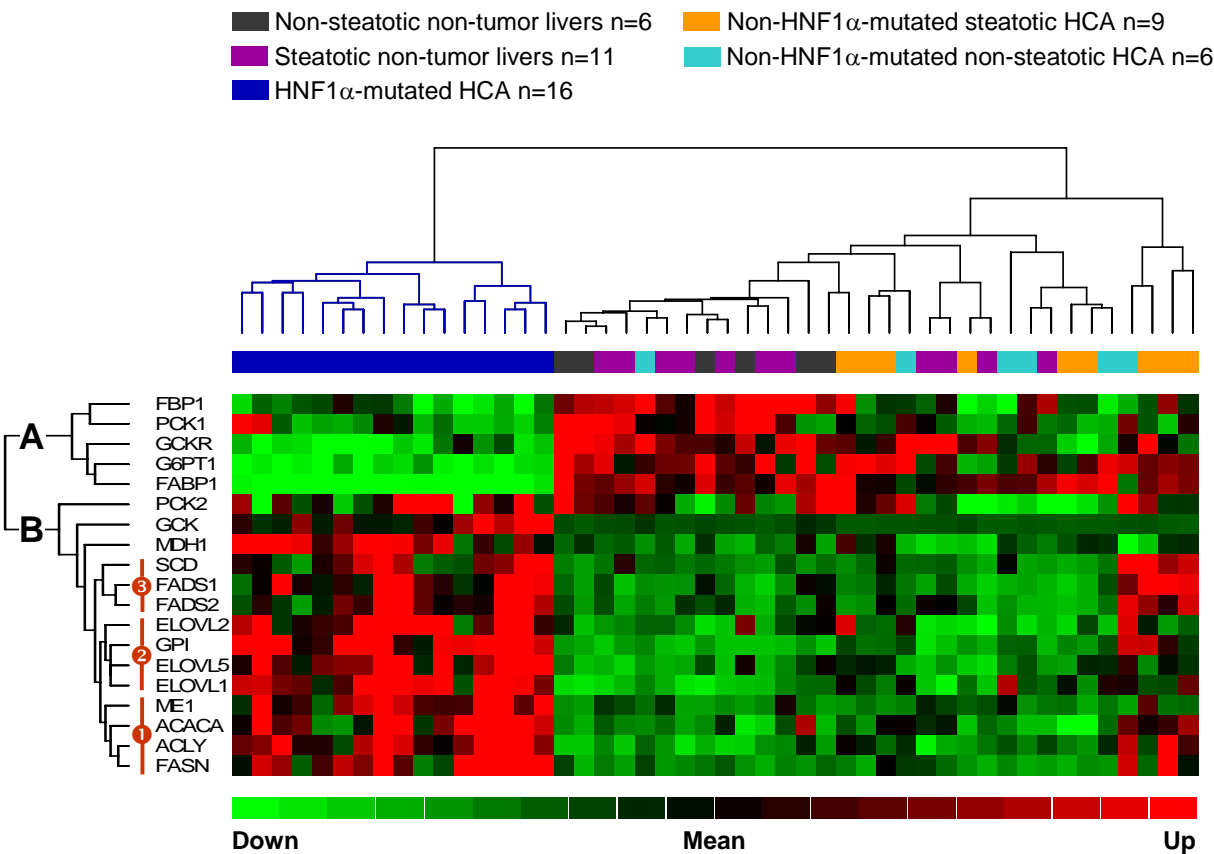 Non-steatotic non-tumor livers n=6
Non-HNF1α-mutated steatotic HCA n=9
Steatotic non-tumor livers n=11
Non-HNF1α-mutated non-steatotic HCA n=6
HNF1α-mutated HCA n=16
A
B
FBP1
PCK1
GCKR
G6PT1
FABP1
PCK2
GCK
MDH1
SCD
3 FADS1
FADS2
ELOVL2
2 GPI
ELOVL5
ELOVL1
ME1
1 ACACA
ACLY
FASN
Down Mean Up